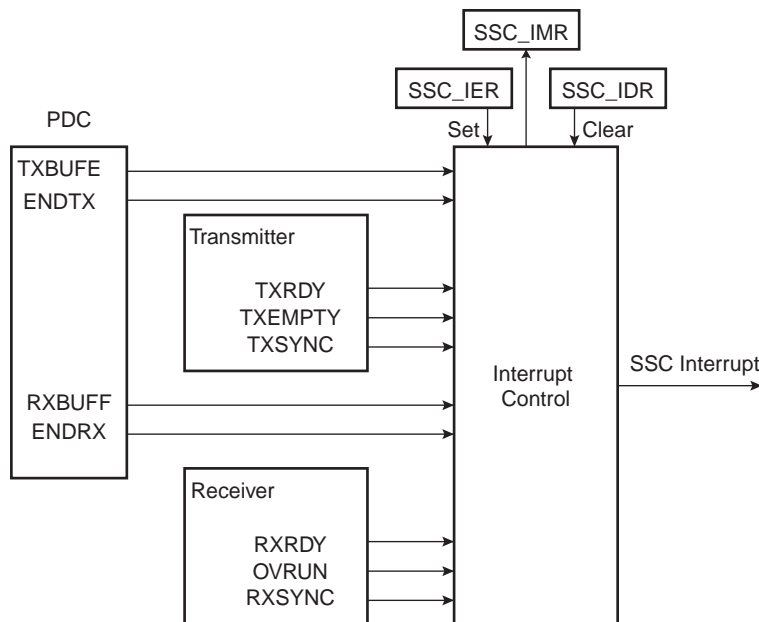 SSC_IMR
SSC_IER
SSC_IDR
PDC
Set
Clear
TXBUFE
ENDTX
Transmitter
TXRDY
TXEMPTY
TXSYNC
RXBUFF
ENDRX
Receiver
RXRDY
OVRUN
RXSYNC
Interrupt
Control
SSC Interrupt